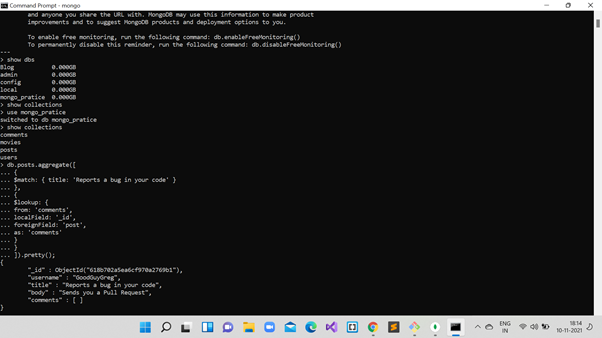 Command Prompt - mongo
and anyone you share the URL with. MongoDB may use this information to make product
improvements and to suggest MongoDB products and deployment options to you.
To enable free monitoring, run the following command: db.enableFreeMonitoring()
To permanently disable this reminder, run the following command: db.disableFreeMonitoring()
---
> show dbs
Blog 0.000GB
admin 0.000GB
config 0.000GB
local 0.000GB
mongo_pratice 0.000GB
> show collections
> use mongo_pratice
switched to db mongo_pratice
> show collections
comments
movies
posts
users
> db.posts.aggregate([
... {
... $match: { title: 'Reports a bug in your code' }
... },
... {
... $lookup: {
... from: 'comments',
... localField: '_id',
... foreignField: 'post',
... as: 'comments'
... }
... }
... ]).pretty();
{
"_id" : ObjectId("618b702a5ea6cf970a2769b1"),
"username" : "GoodGuyGreg",
"title" : "Reports a bug in your code",
"body" : "Sends you a Pull Request",
"comments" : [ ]
}
ENG
IN
18:14
10-11-2021